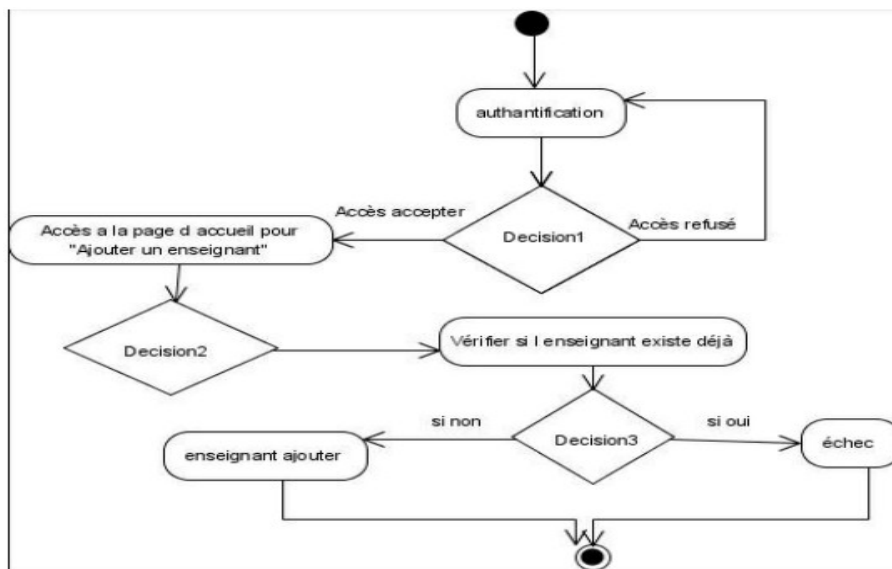 authantification
Accès accepter
Decision1
Accès refusé
Accès a la page d accueil pour
"Ajouter un enseignant"
Decision2
Vérifier si l enseignant existe déjà
si non
Decision3
si oui
enseignant ajouter
échec